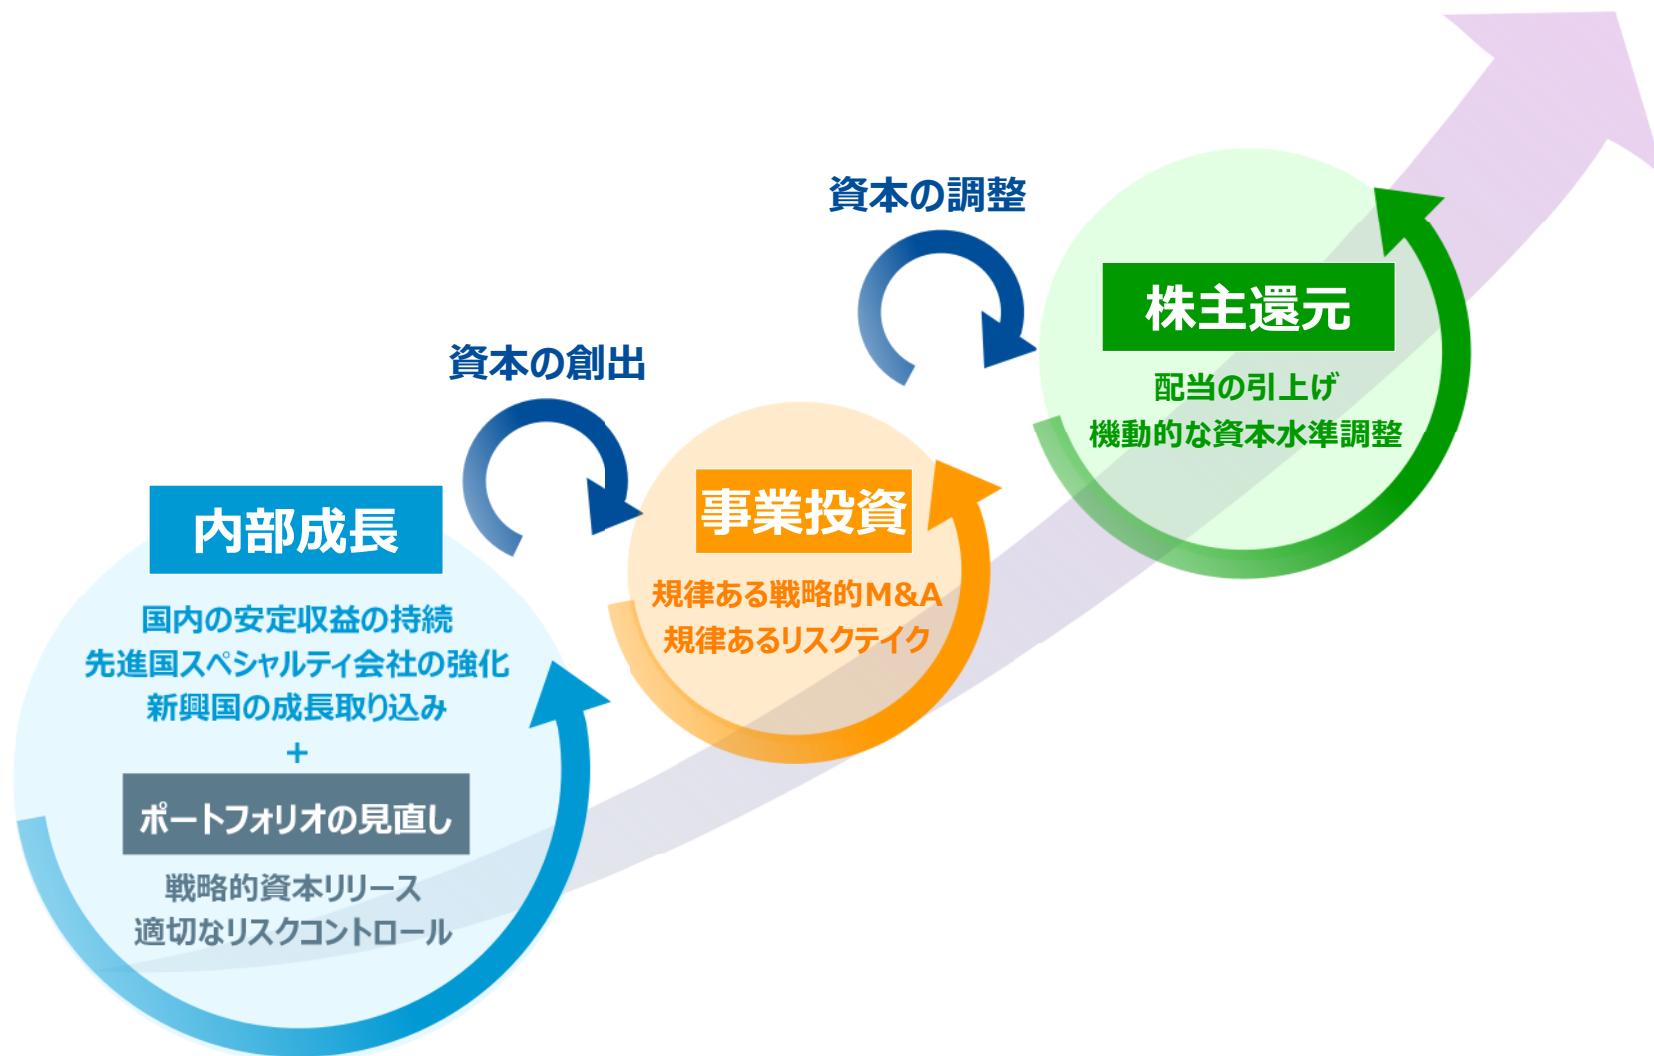 内部成長
国内の安定収益の持続
先進国スペシャルティ会社の強化
新興国の成長取り込み
+
ポートフォリオの見直し
戦略的資本リリース
適切なリスクコントロール
資本の創出
事業投資
規律ある戦略的M&A
規律あるリスクテイク
資本の調整
株主還元
配当の引上げ
機動的な資本水準調整